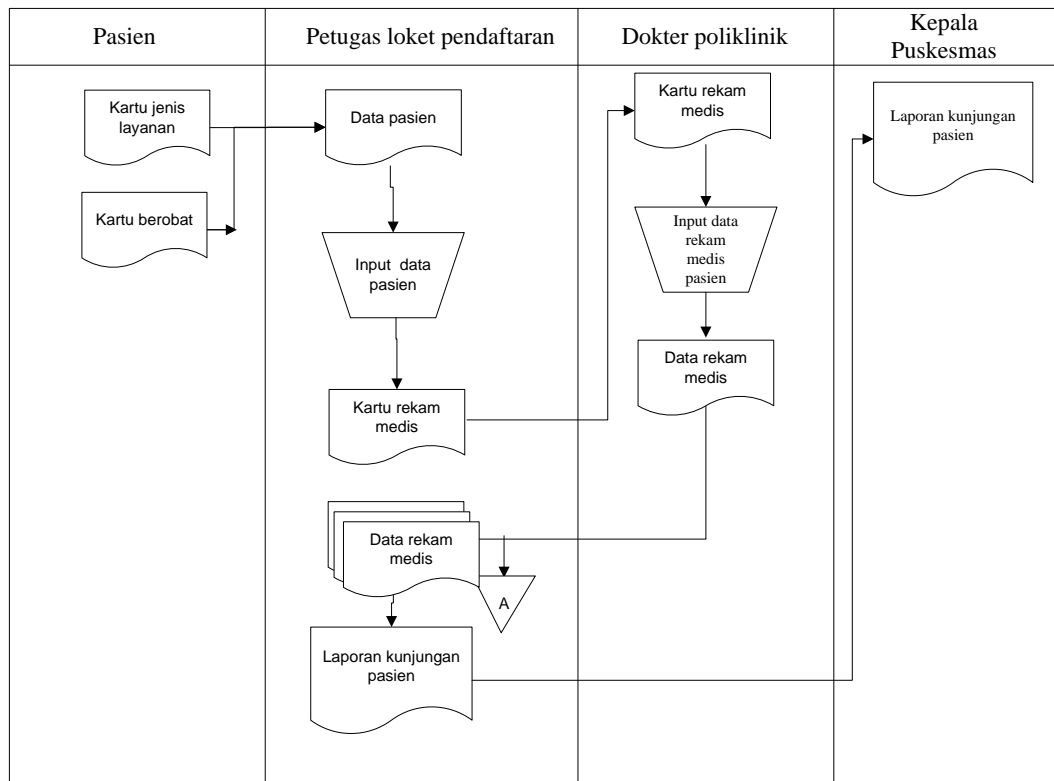 Pasien
Petugas loket pendaftaran
Dokter poliklinik
Kepala
Puskesmas
Kartu jenis
layanan
Kartu berobat
Data pasien
Input data
pasien
Kartu rekam
medis
Data rekam
medis
A
Laporan kunjungan
pasien
Kartu rekam
medis
Input data
rekam
medis
pasien
Data rekam
medis
Laporan kunjungan
pasien